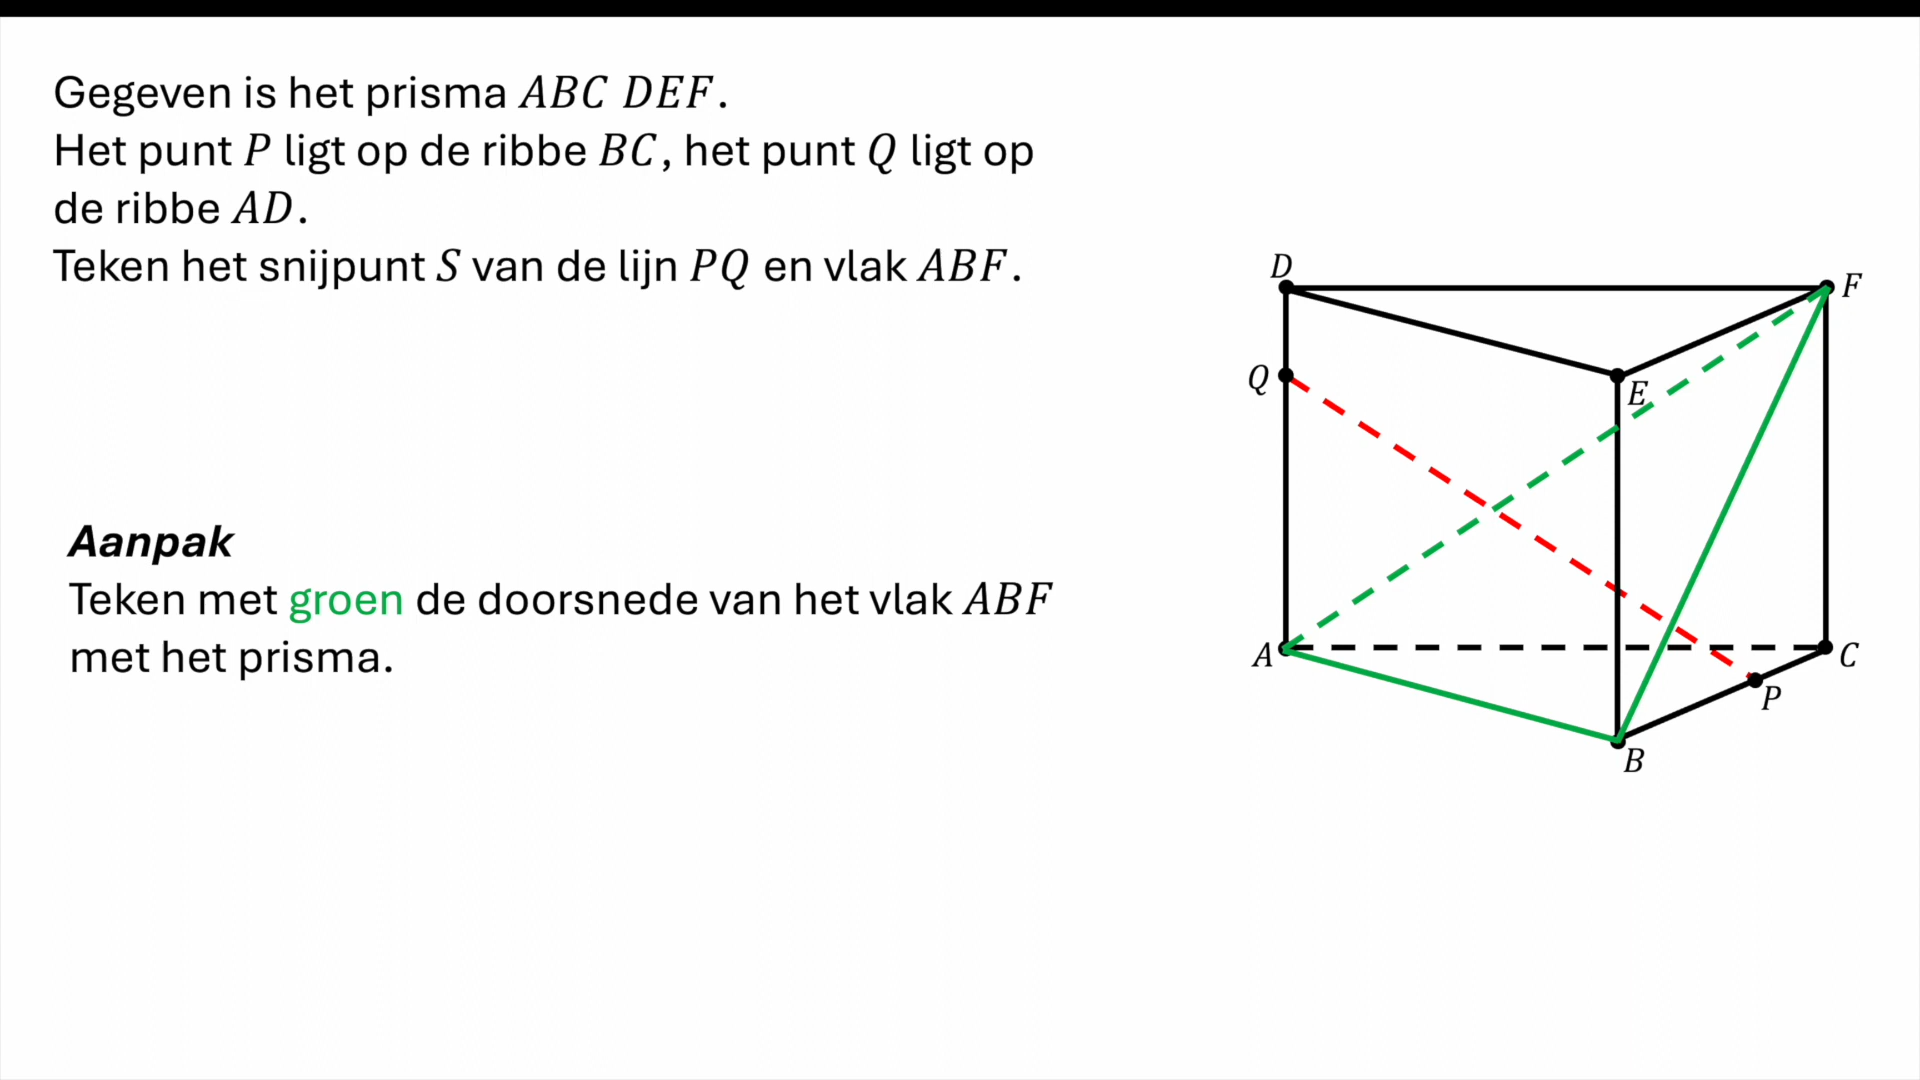 Gegeven is het prisma ABC DEF.
Het punt P ligt op de ribbe BC, het punt Q ligt op
de ribbe AD.
Teken het snijpunt S van de lijn PQ en vlak ABF.
D
F
Q
E
Aanpak
Teken met groen de doorsnede van het vlak ABF
met het prisma.
A
C
P
B